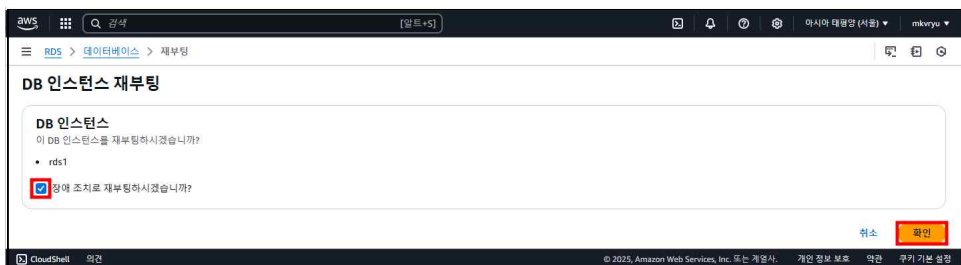 aws 검색 [알트+S] 아시아 태평양 (서울) ▼ mkvryu ▼
RDS > 데이터베이스 > 재부팅
DB 인스턴스 재부팅
DB 인스턴스
이 DB 인스턴스를 재부팅하시겠습니까?
• rds1
장애 조치로 재부팅하시겠습니까?
취소 확인
CloudShell 의견 © 2025, Amazon Web Services, Inc. 또는 계열사. 개인 정보 보호 약관 쿠키 기본 설정